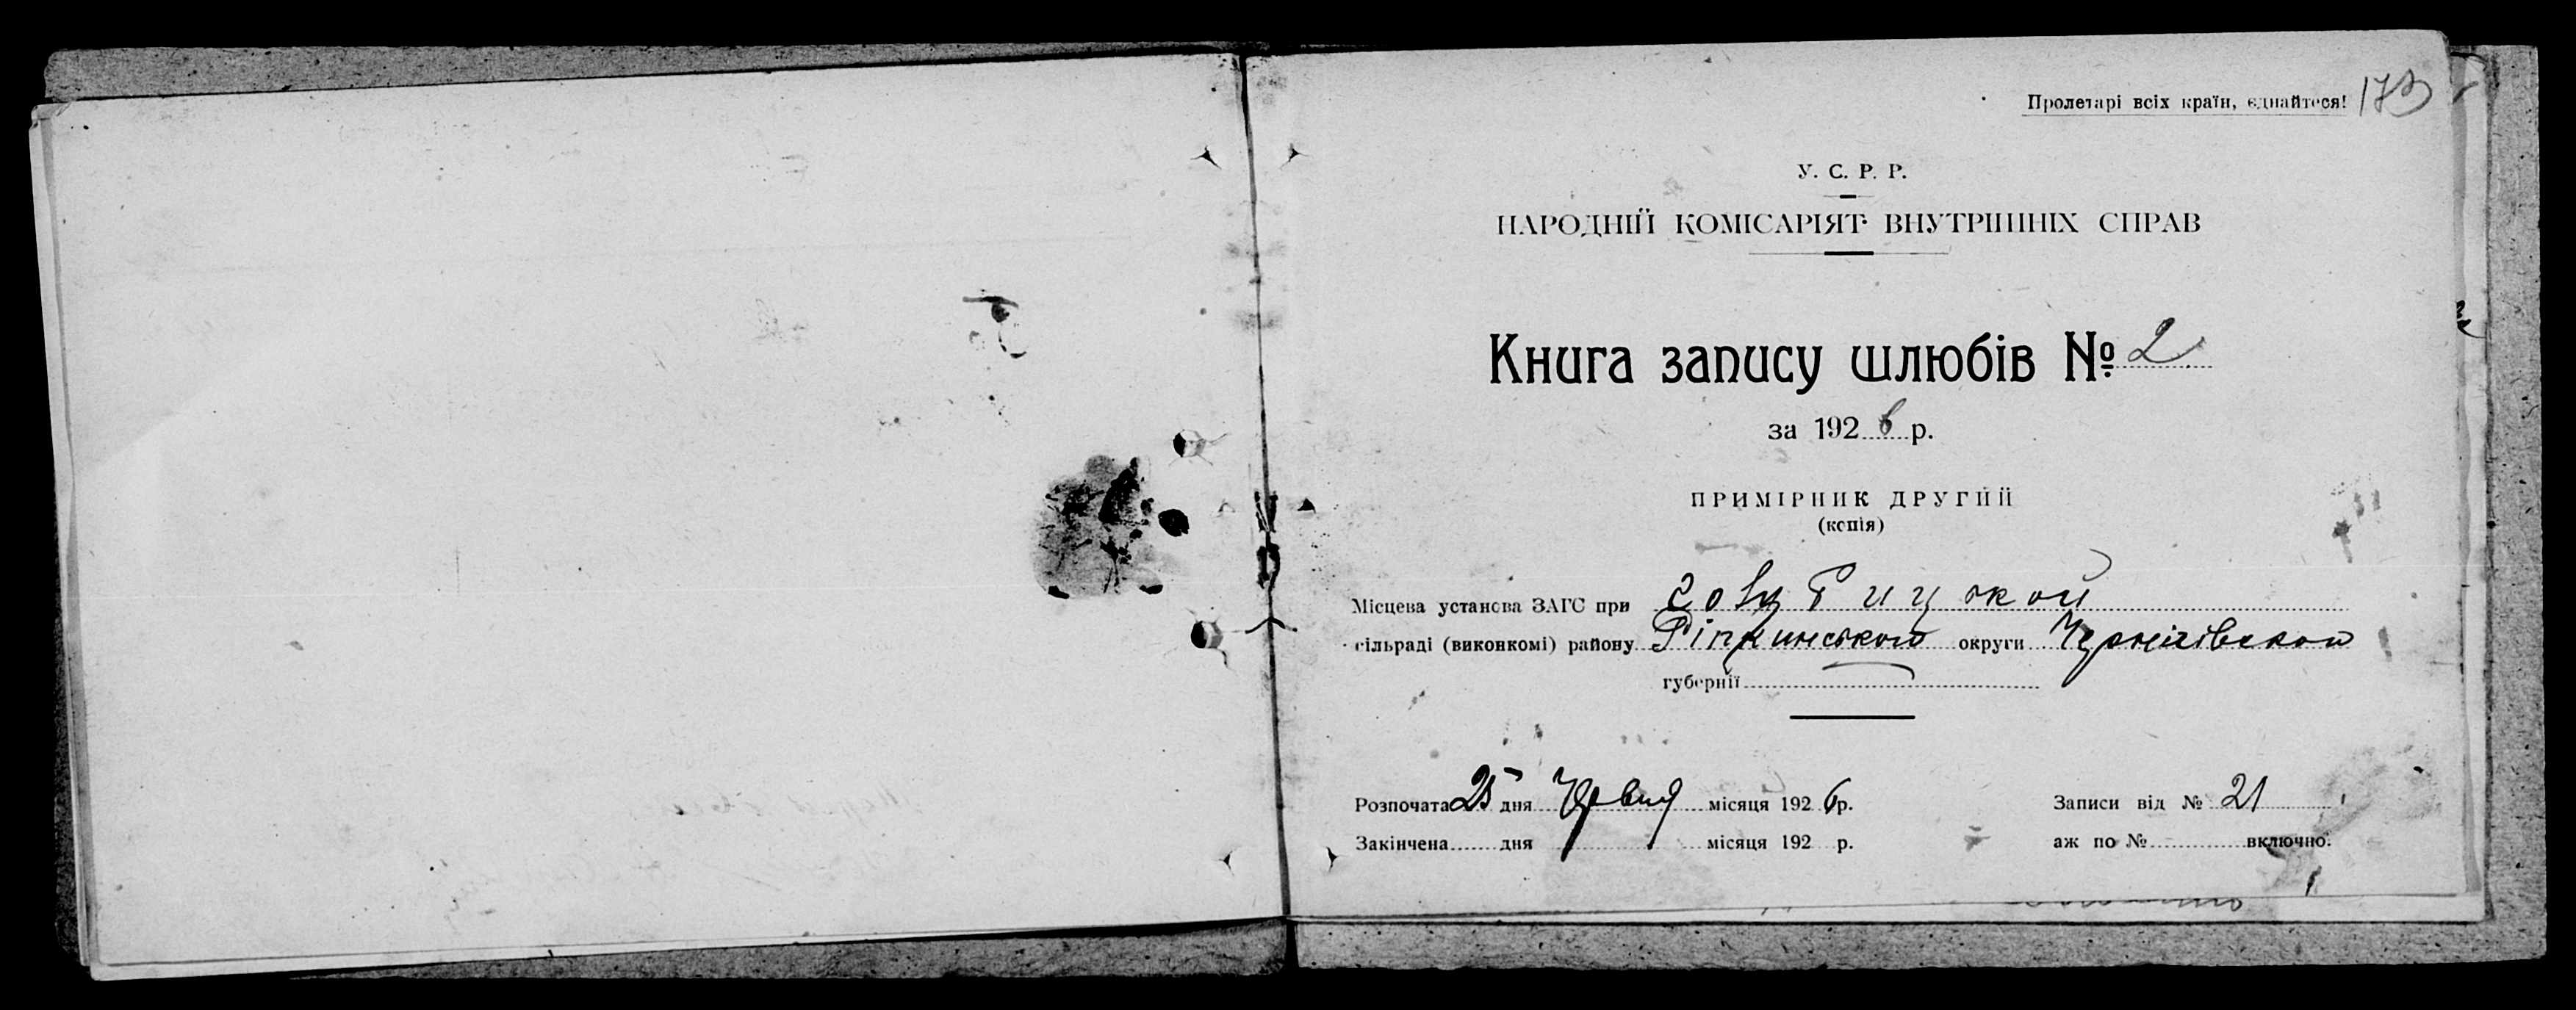 Пролетарі всіх країн, єднайтеся! 173
У. С. Р. Р.
НАРОДНІЙ КОМІСАРІЯТ ВНУТРІШНІХ СПРАВ
Книга запису шлюбів № 2
за 1926 р.
ПРИМІРНИК ДРУГИЙ
(копія)
Місцева установа ЗАГС при
сільраді (виконкомі) району Ріпкинського округи Чернігівской
губернії
Розпочата 25 дня Червня місяця 1926 р. Записи від № 21
Закінчена дня місяця 192 р. аж по № включно.